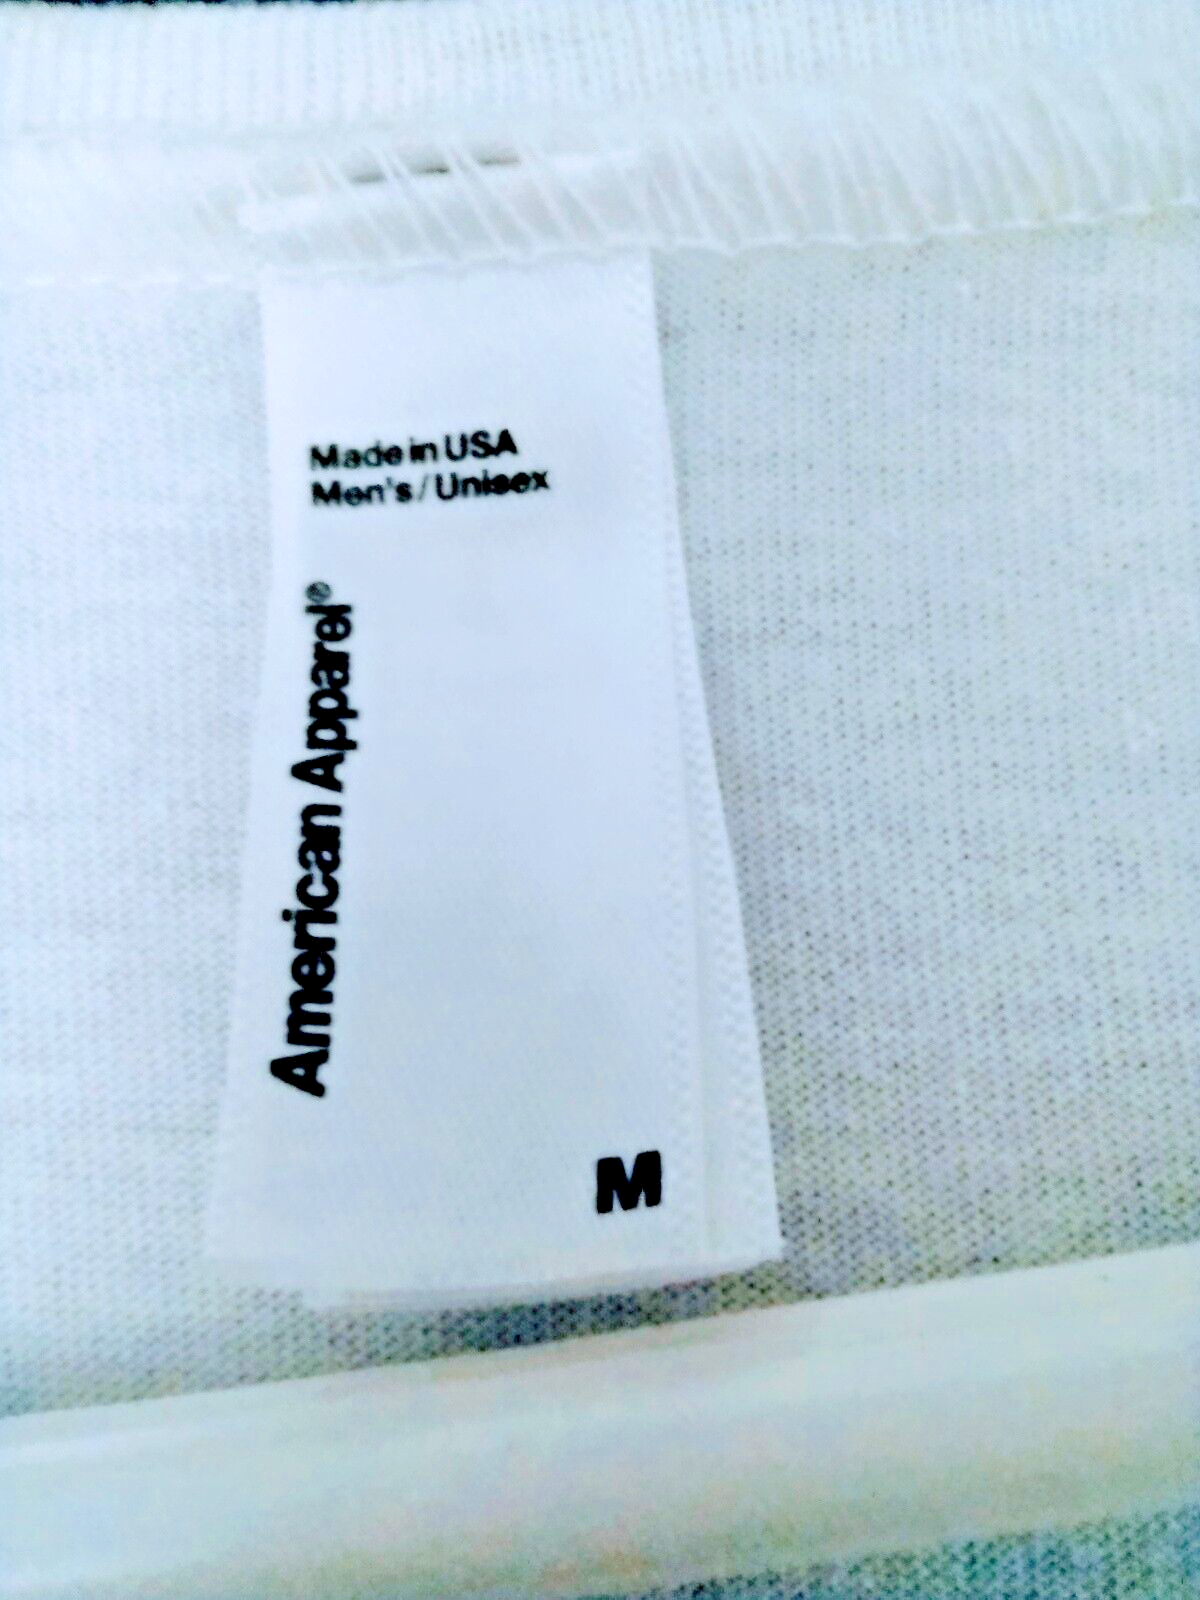 Made in USA
Men's / Unisex
American Apparel®
M